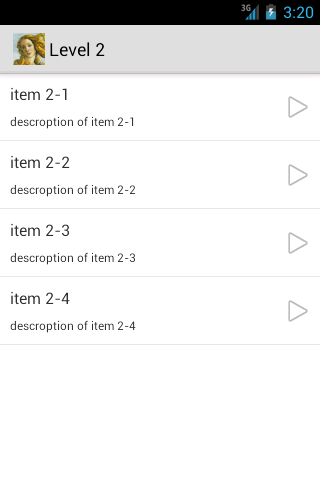 3G 3:20
Level 2
item 2-1
descroption of item 2-1
item 2-2
descroption of item 2-2
item 2-3
descroption of item 2-3
item 2-4
descroption of item 2-4